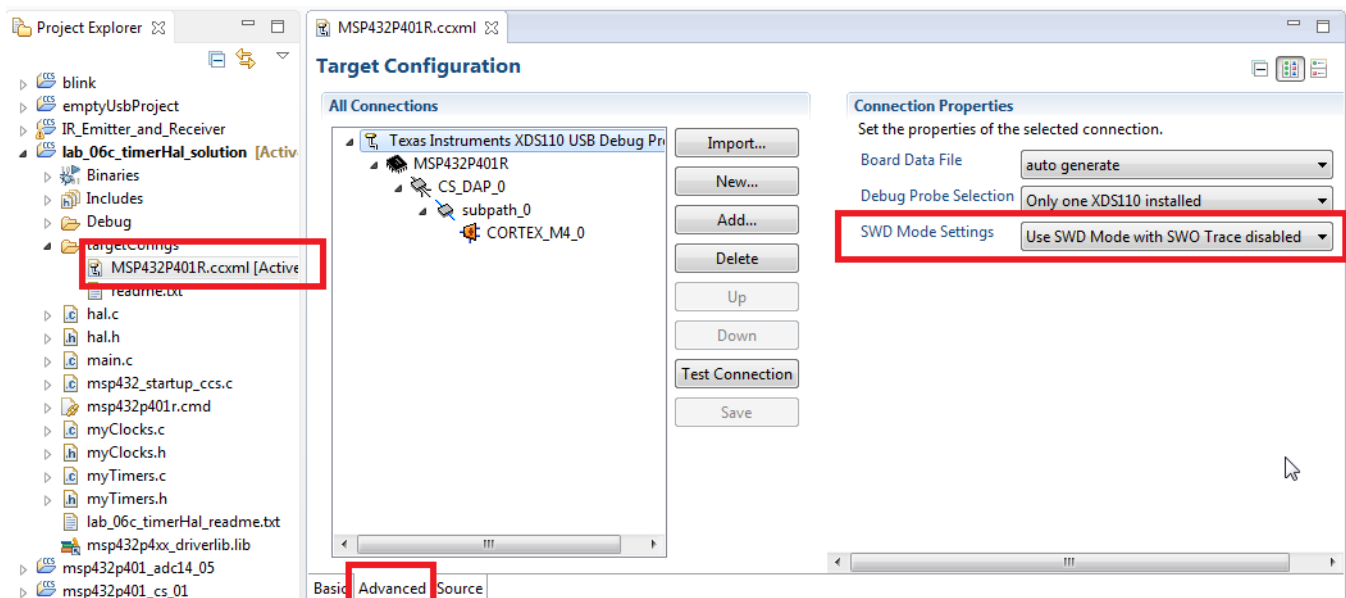 Project Explorer
blink
emptyUsbProject
IR_Emitter_and_Receiver
lab_06c_timerHal_solution [Activ
Binaries
Includes
Debug
targetConfigs
MSP432P401R.ccxml [Active
readme.txt
hal.c
hal.h
main.c
msp432_startup_ccs.c
msp432p401r.cmd
myClocks.c
myClocks.h
myTimers.c
myTimers.h
lab_06c_timerHal_readme.txt
msp432p4xx_driverlib.lib
msp432p401_adc14_05
msp432p401_cs_01
MSP432P401R.ccxml
Target Configuration
All Connections
Texas Instruments XDS110 USB Debug Pr
MSP432P401R
CS_DAP_0
subpath_0
CORTEX_M4_0
Import...
New...
Add...
Delete
Up
Down
Test Connection
Save
Connection Properties
Set the properties of the selected connection.
Board Data File auto generate
Debug Probe Selection Only one XDS110 installed
SWD Mode Settings Use SWD Mode with SWO Trace disabled
Basic Advanced Source